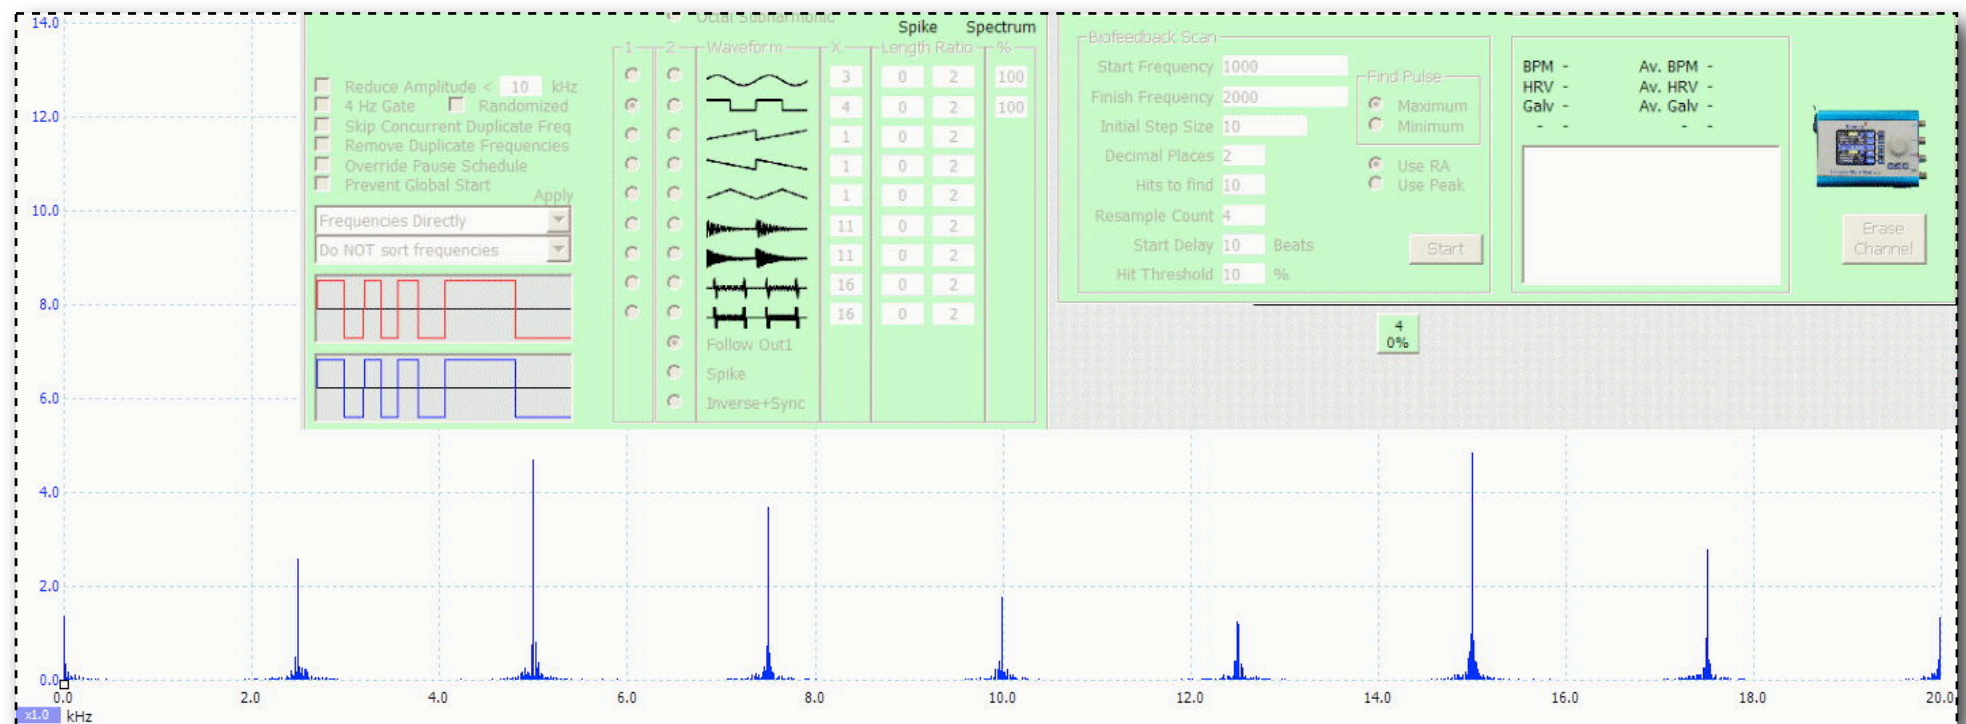 14.0
12.0
10.0
8.0
6.0
4.0
2.0
0.0
Octal Subharmonic
Spike Spectrum
1 2 Waveform X Length Ratio %
3 0 2 100
4 0 2 100
1 0 2
1 0 2
1 0 2
11 0 2
11 0 2
16 0 2
16 0 2
Follow Out1
Spike
Inverse+Sync
Reduce Amplitude < 10 kHz
4 Hz Gate Randomized
Skip Concurrent Duplicate Freq
Remove Duplicate Frequencies
Override Pause Schedule
Prevent Global Start
Apply
Frequencies Directly
Do NOT sort frequencies
Biofeedback Scan
Start Frequency 1000
Finish Frequency 2000
Initial Step Size 10
Decimal Places 2
Hits to find 10
Resample Count 4
Start Delay 10 Beats
Hit Threshold 10 %
Find Pulse
Maximum
Minimum
Use RA
Use Peak
Start
BPM - Av. BPM -
HRV - Av. HRV -
Galv - Av. Galv -
- - - -
Erase
Channel
4
0%
0.0 2.0 4.0 6.0 8.0 10.0 12.0 14.0 16.0 18.0 20.0
x1.0 kHz